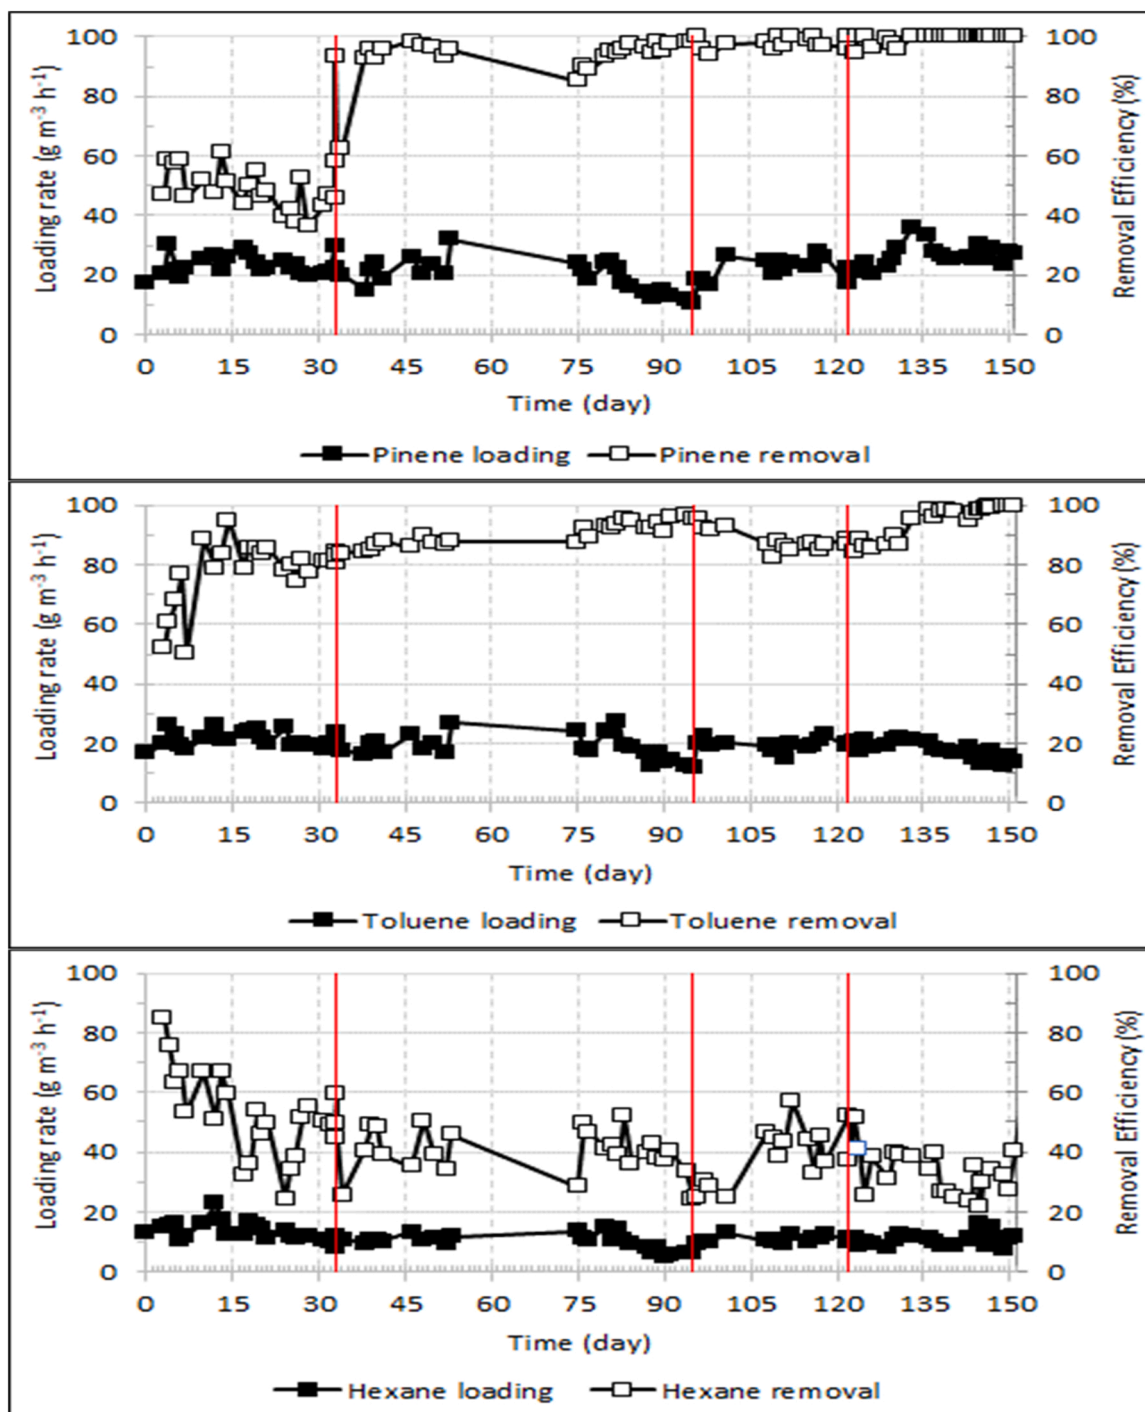 Loading rate (g m⁻³ h⁻¹)
100
80
60
40
20
0
100
80
60
40
20
0
Removal Efficiency (%)
0 15 30 45 60 75 90 105 120 135 150
Time (day)
Pinene loading Pinene removal
Loading rate (g m⁻³ h⁻¹)
100
80
60
40
20
0
100
80
60
40
20
0
Removal Efficiency (%)
0 15 30 45 60 75 90 105 120 135 150
Time (day)
Toluene loading Toluene removal
Loading rate (g m⁻³ h⁻¹)
100
80
60
40
20
0
100
80
60
40
20
0
Removal Efficiency (%)
0 15 30 45 60 75 90 105 120 135 150
Time (day)
Hexane loading Hexane removal